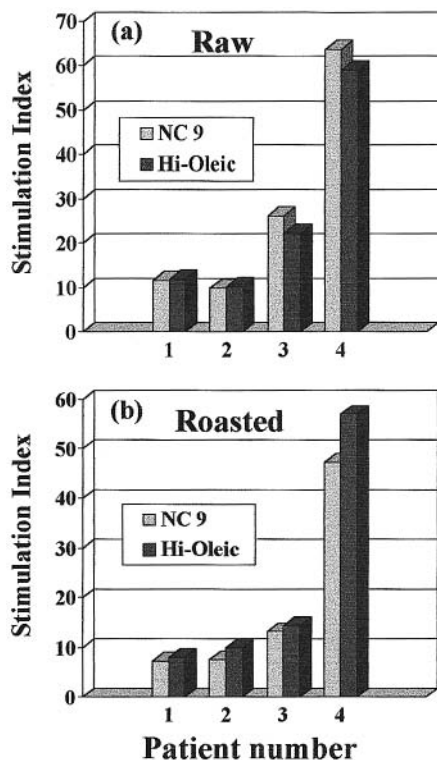 (a) Raw
Stimulation Index
70
60
50
40
30
20
10
0
NC 9
Hi-Oleic
1 2 3 4
(b) Roasted
Stimulation Index
60
50
40
30
20
10
0
NC 9
Hi-Oleic
1 2 3 4
Patient number